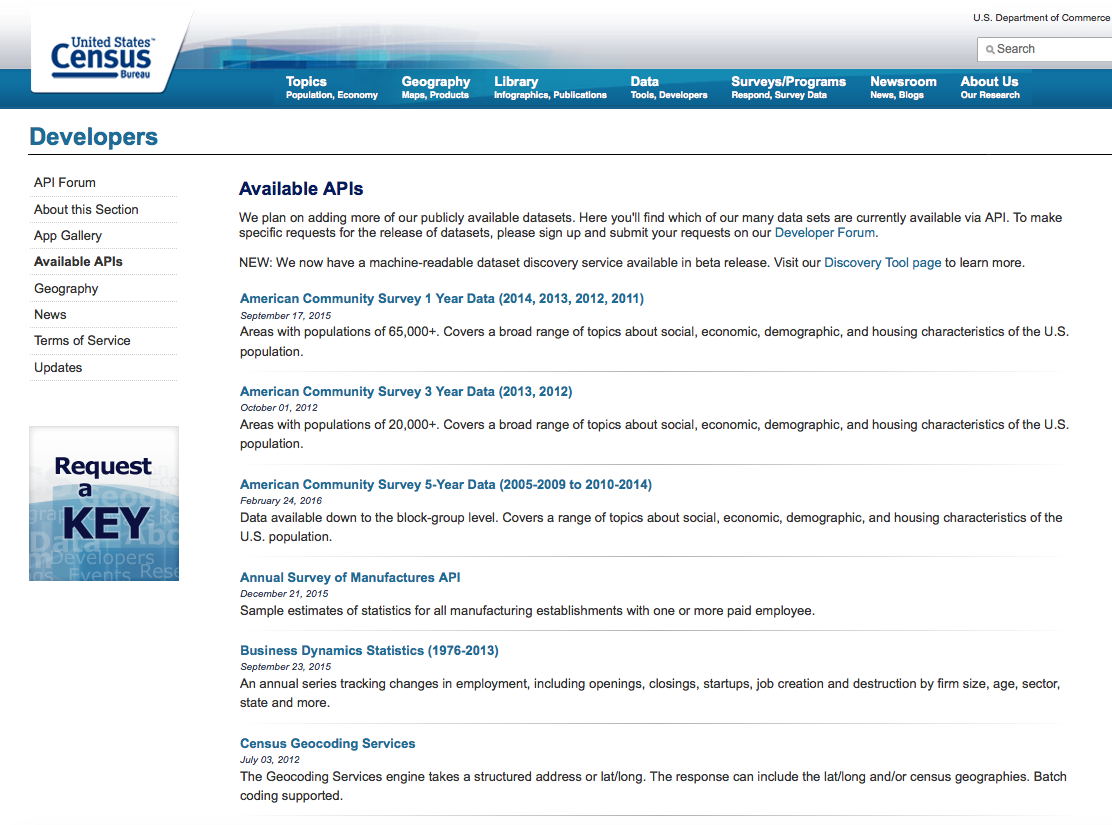 U.S. Department of Commerce
United States™
Census
Bureau
Search
Topics
Population, Economy
Geography
Maps, Products
Library
Infographics, Publications
Data
Tools, Developers
Surveys/Programs
Respond, Survey Data
Newsroom
News, Blogs
About Us
Our Research
Developers
API Forum
About this Section
App Gallery
Available APIs
Geography
News
Terms of Service
Updates
Request
a
KEY
Data
Developers
Events
Available APIs
We plan on adding more of our publicly available datasets. Here you'll find which of our many data sets are currently available via API. To make
specific requests for the release of datasets, please sign up and submit your requests on our Developer Forum.
NEW: We now have a machine-readable dataset discovery service available in beta release. Visit our Discovery Tool page to learn more.
American Community Survey 1 Year Data (2014, 2013, 2012, 2011)
September 17, 2015
Areas with populations of 65,000+. Covers a broad range of topics about social, economic, demographic, and housing characteristics of the U.S.
population.
American Community Survey 3 Year Data (2013, 2012)
October 01, 2012
Areas with populations of 20,000+. Covers a broad range of topics about social, economic, demographic, and housing characteristics of the U.S.
population.
American Community Survey 5-Year Data (2005-2009 to 2010-2014)
February 24, 2016
Data available down to the block-group level. Covers a range of topics about social, economic, demographic, and housing characteristics of the
U.S. population.
Annual Survey of Manufactures API
December 21, 2015
Sample estimates of statistics for all manufacturing establishments with one or more paid employee.
Business Dynamics Statistics (1976-2013)
September 23, 2015
An annual series tracking changes in employment, including openings, closings, startups, job creation and destruction by firm size, age, sector,
state and more.
Census Geocoding Services
July 03, 2012
The Geocoding Services engine takes a structured address or lat/long. The response can include the lat/long and/or census geographies. Batch
coding supported.